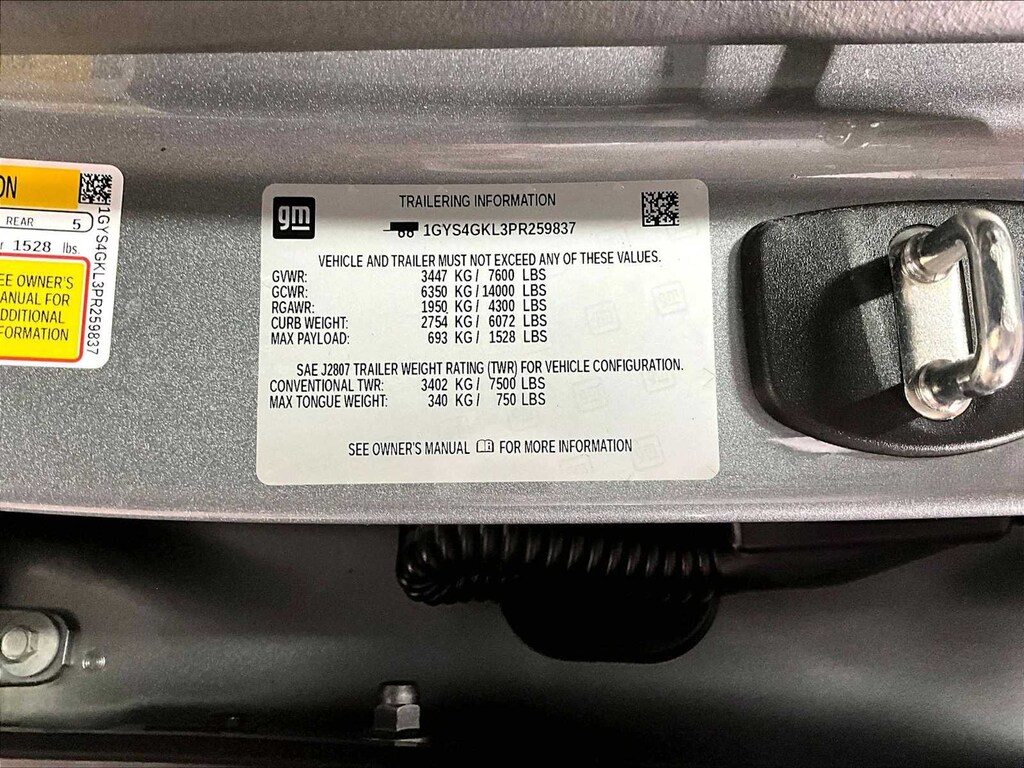 ON
REAR 5
1528 lbs.
EE OWNER'S
ANUAL FOR
DDITIONAL
FORMATION
1GYS4GKL3PR259837
gm
TRAILERING INFORMATION
1GYS4GKL3PR259837
VEHICLE AND TRAILER MUST NOT EXCEED ANY OF THESE VALUES.
GVWR: 3447 KG/ 7600 LBS
GCWR: 6350 KG/ 14000 LBS
RGAWR: 1950 KG/ 4300 LBS
CURB WEIGHT: 2754 KG/ 6072 LBS
MAX PAYLOAD: 693 KG/ 1528 LBS
SAE J2807 TRAILER WEIGHT RATING (TWR) FOR VEHICLE CONFIGURATION.
CONVENTIONAL TWR: 3402 KG/ 7500 LBS
MAX TONGUE WEIGHT: 340 KG/ 750 LBS
SEE OWNER'S MANUAL FOR MORE INFORMATION